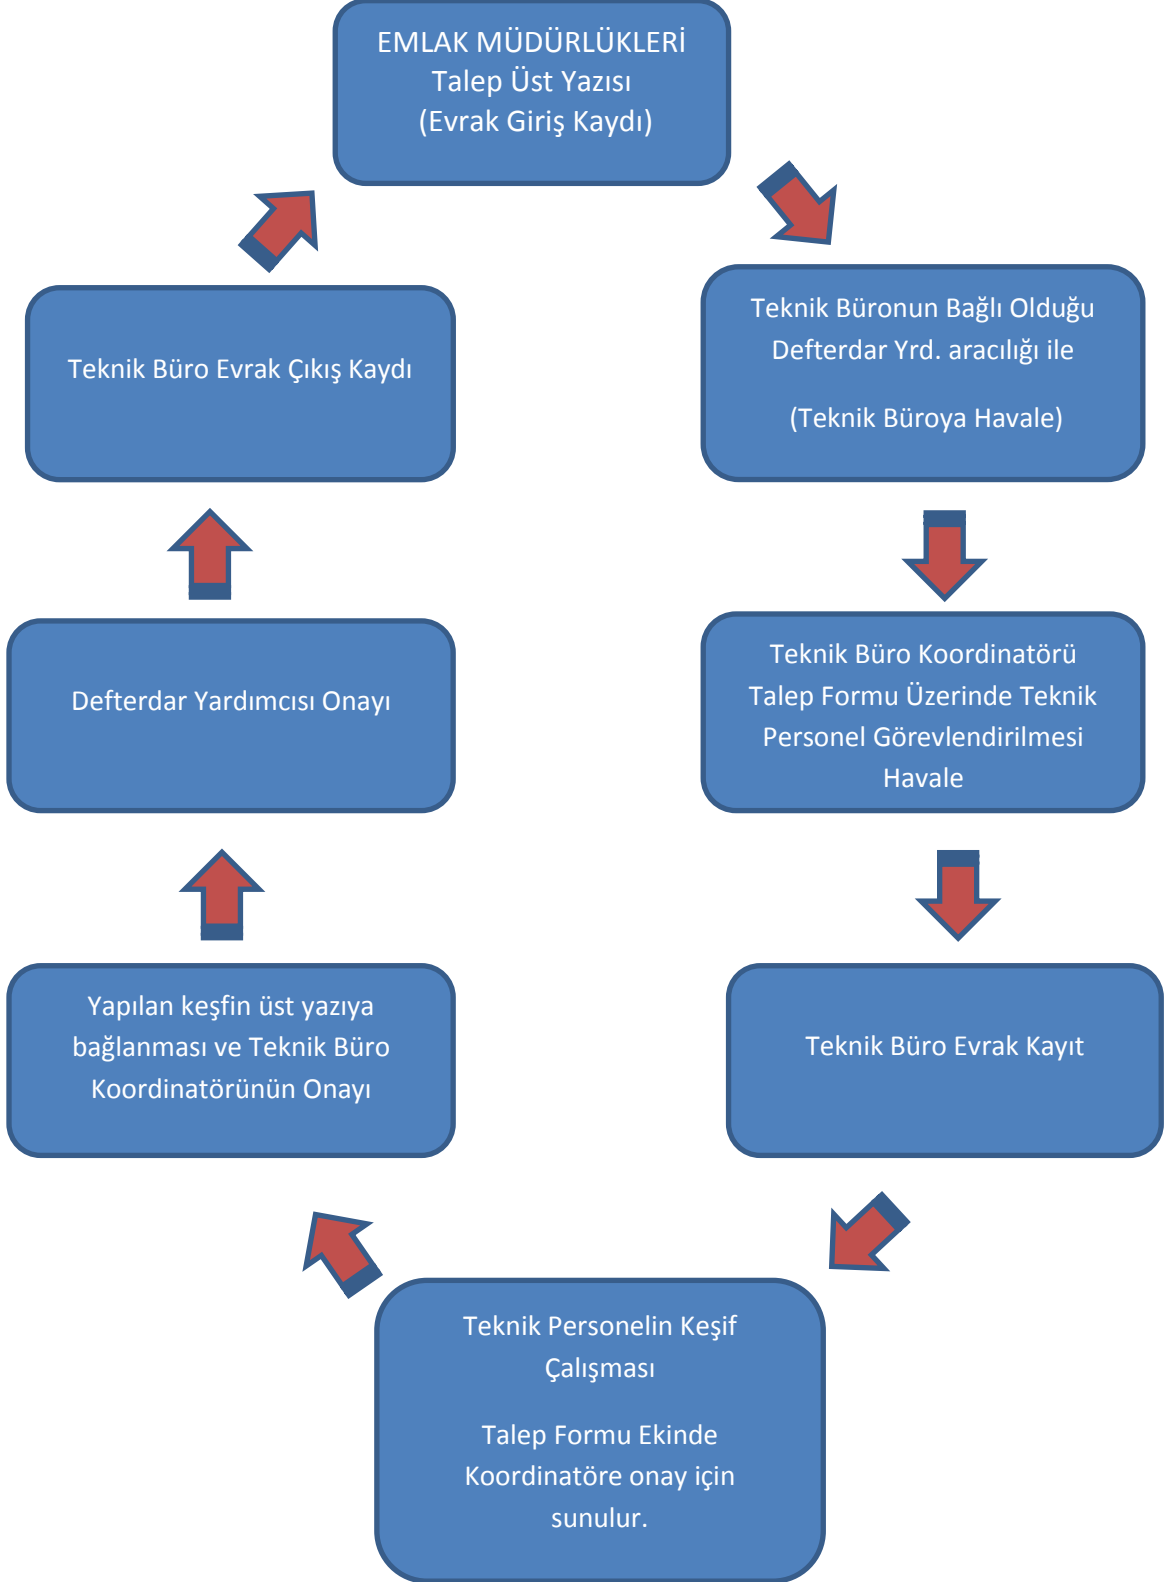 EMLAK MÜDÜRLÜKLERİ
Talep Üst Yazısı
(Evrak Giriş Kaydı)
Teknik Büronun Bağlı Olduğu
Defterdar Yrd. aracılığı ile
(Teknik Büroya Havale)
Teknik Büro Koordinatörü
Talep Formu Üzerinde Teknik
Personel Görevlendirilmesi
Havale
Teknik Büro Evrak Kayıt
Teknik Personelin Keşif
Çalışması
Talep Formu Ekinde
Koordinatöre onay için
sunulur.
Yapılan keşfin üst yazıya
bağlanması ve Teknik Büro
Koordinatörünün Onayı
Defterdar Yardımcısı Onayı
Teknik Büro Evrak Çıkış Kaydı